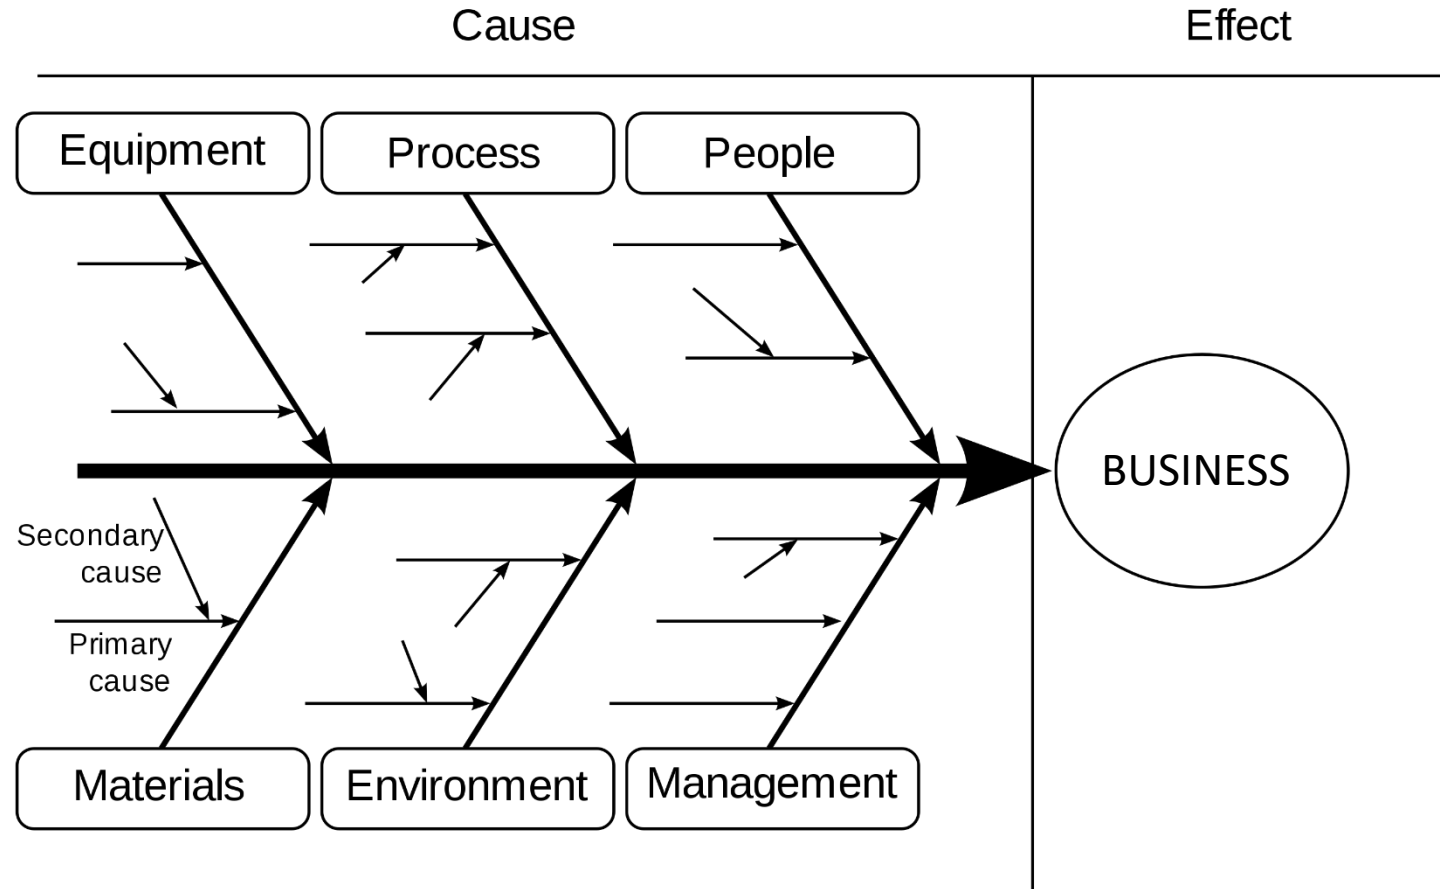 Cause
Effect
Equipment
Process
People
BUSINESS
Secondary
cause
Primary
cause
Materials
Environment
Management